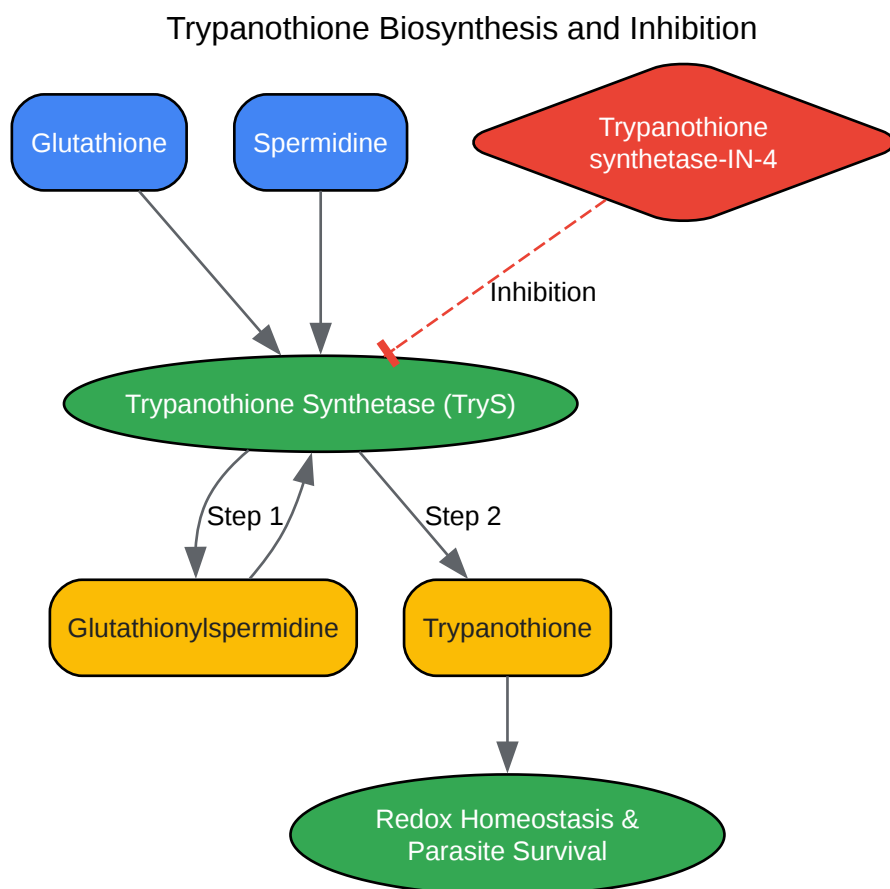 Trypanothione Biosynthesis and Inhibition
Glutathione
Spermidine
Trypanothione
synthetase-IN-4
Inhibition
Trypanothione Synthetase (TryS)
Step 1
Step 2
Glutathionylspermidine
Trypanothione
Redox Homeostasis &
Parasite Survival